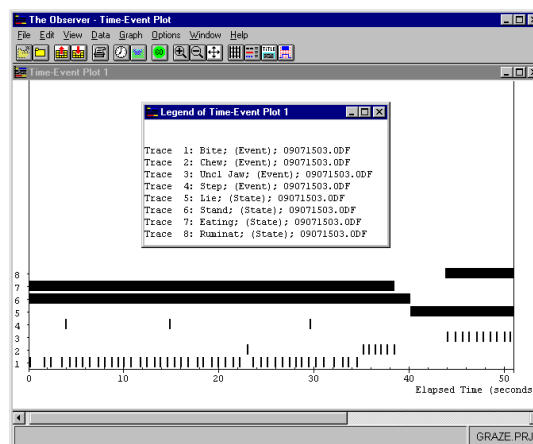 The Observer - Time-Event Plot
File Edit View Data Graph Options Window Help
GO
TITLE
Time-Event Plot 1
Legend of Time-Event Plot 1
Trace 1: Bite; (Event); 09071503.ODF
Trace 2: Chew; (Event); 09071503.ODF
Trace 3: Uncl Jaw; (Event); 09071503.ODF
Trace 4: Step; (Event); 09071503.ODF
Trace 5: Lie; (State); 09071503.ODF
Trace 6: Stand; (State); 09071503.ODF
Trace 7: Eating; (State); 09071503.ODF
Trace 8: Ruminat; (State); 09071503.ODF
8
7
6
5
4
3
2
1
0 10 20 30 40 50
Elapsed Time (seconds
GRAZE.PRJ